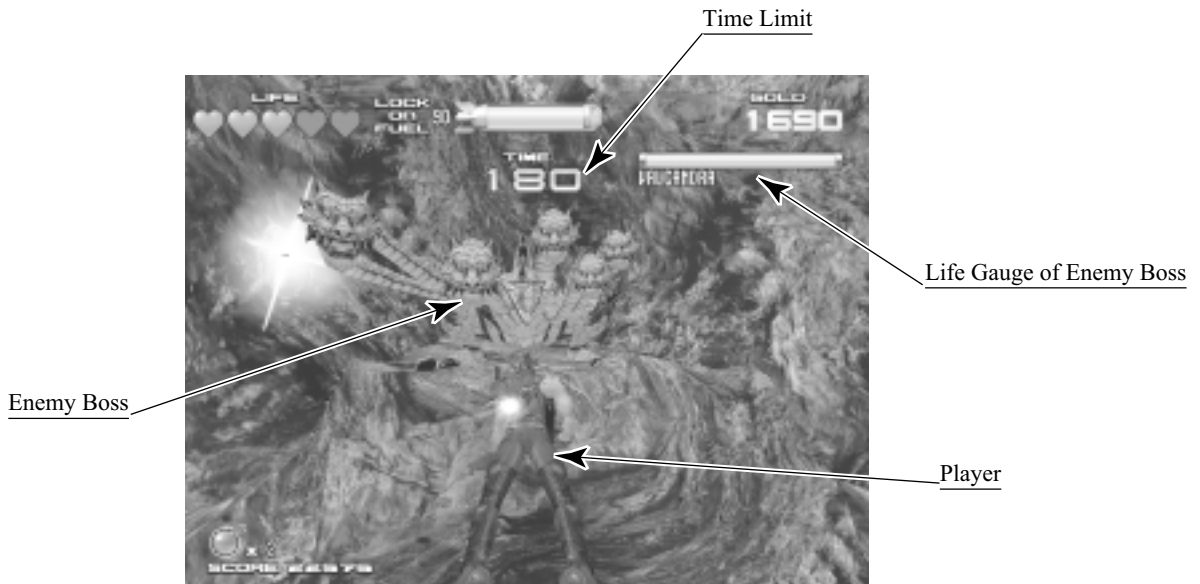 Time Limit
LIFE
LOCK
ON
FUEL
90
GOLD
1690
TIME
180
Life Gauge of Enemy Boss
Enemy Boss
Player
SCORE 22975